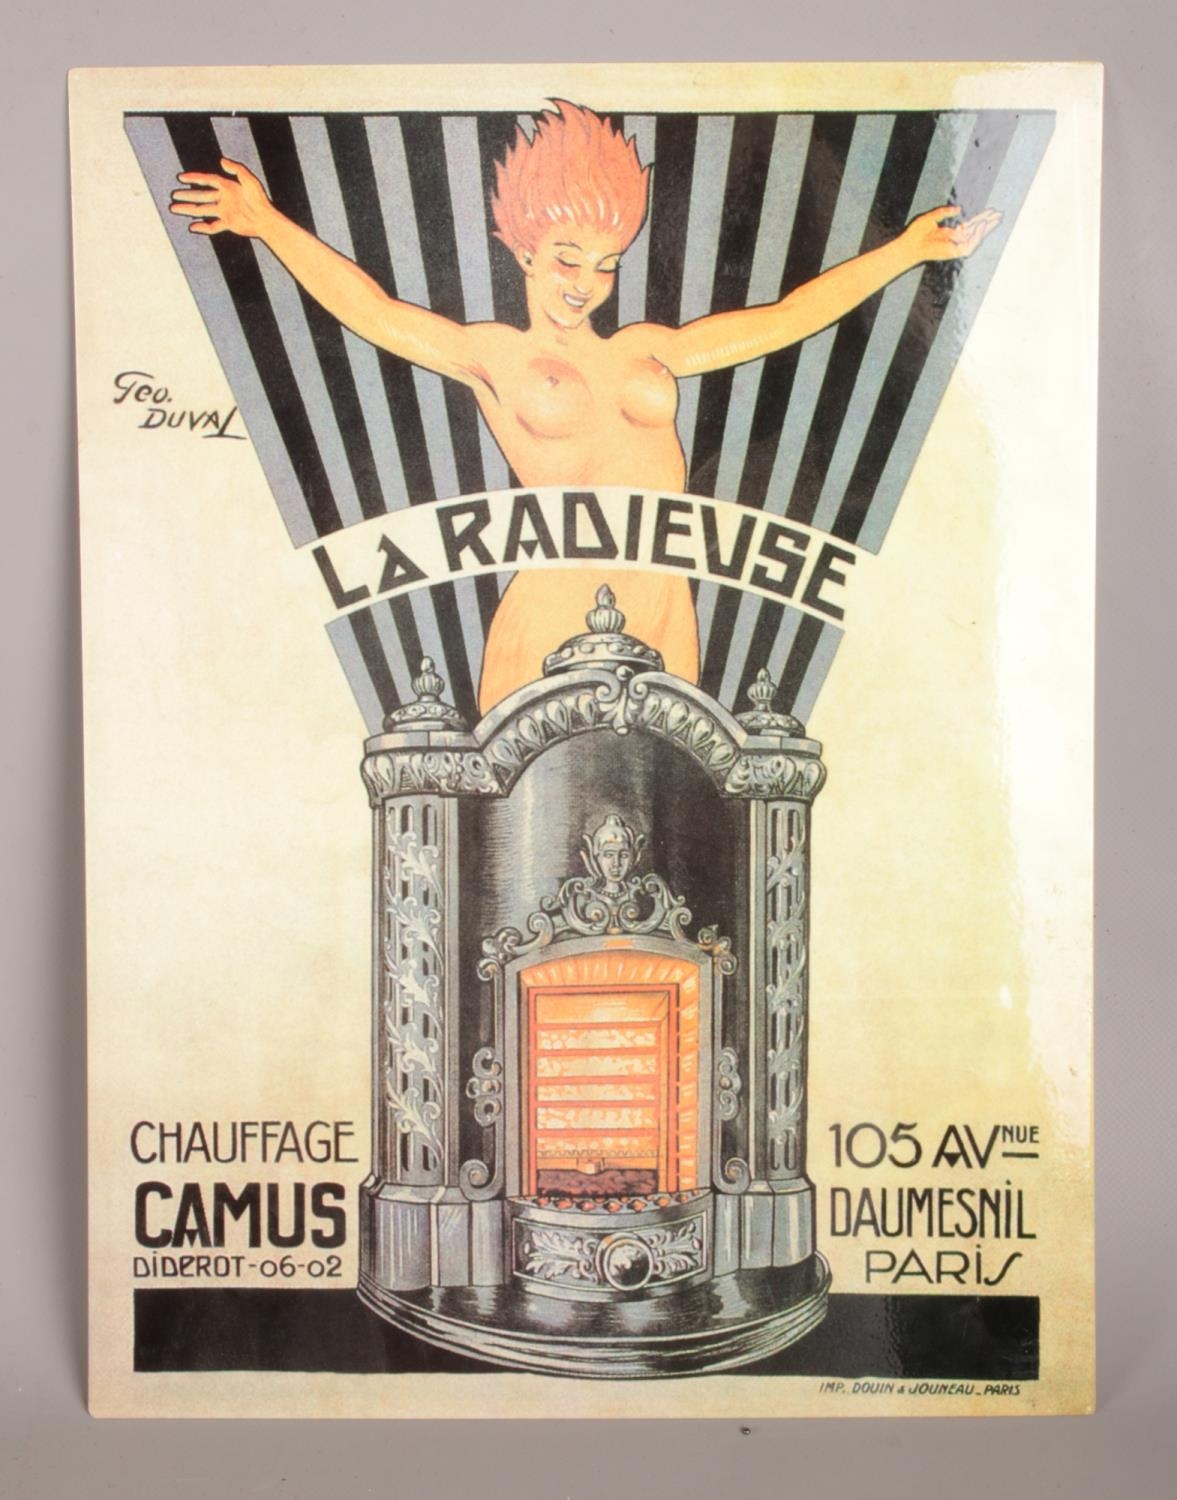 Geo.
DUVAL
La RADIEUSE
CHAUFFAGE
CAMUS
DIDEROT-06-02
105 AVNUE
DAUMESNIL
PARIS
IMP. DOUIN & JOUNEAU_PARIS